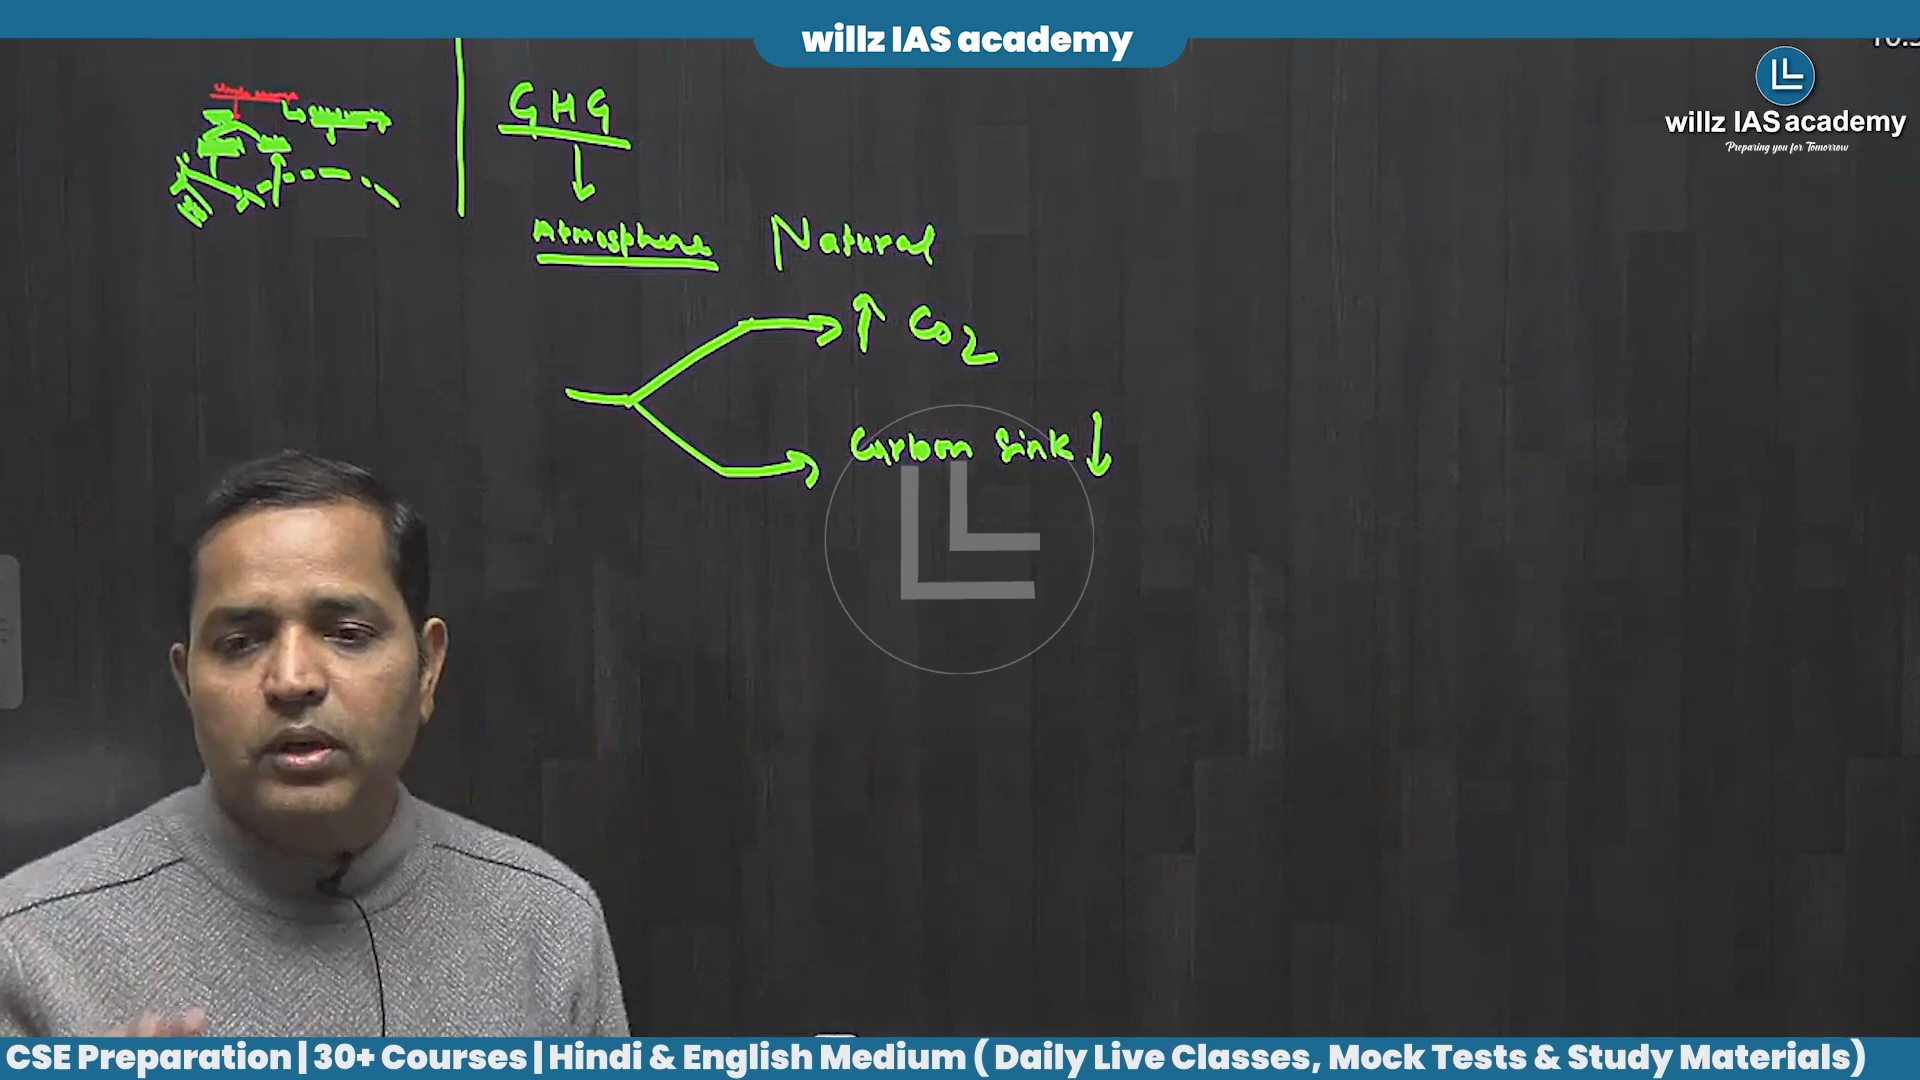 willz IAS academy
willz IAS academy
Preparing you for Tomorrow
GHG
Atmosphere Natural
↑ CO2
Carbon Sink ↓
CSE Preparation | 30+ Courses | Hindi & English Medium ( Daily Live Classes, Mock Tests & Study Materials)